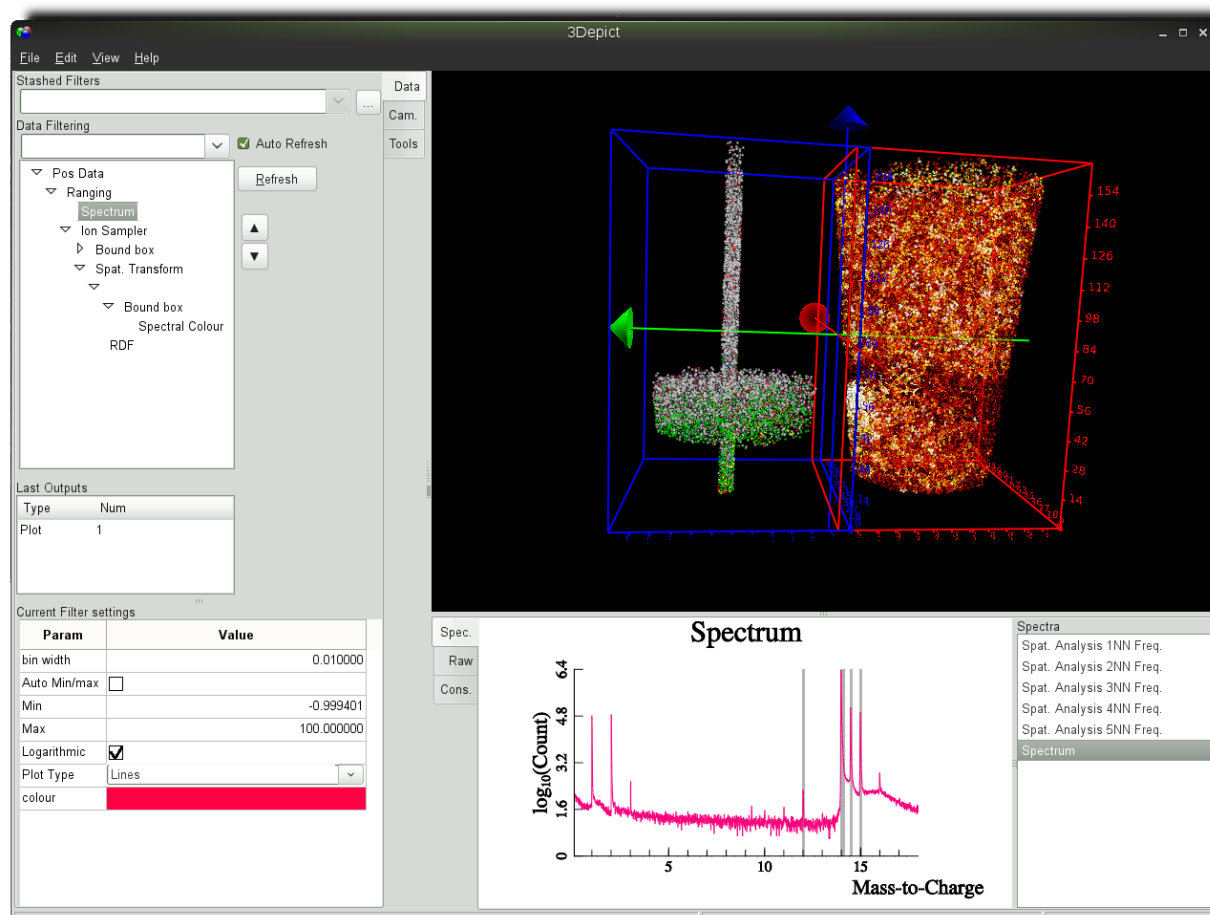 3Depict
File Edit View Help
Stashed Filters
...
Data Filtering
Auto Refresh
Refresh
Pos Data
Ranging
Spectrum
Ion Sampler
Bound box
Spat. Transform
Bound box
Spectral Colour
RDF
Last Outputs
Type Num
Plot 1
Current Filter settings
Param Value
bin width 0.010000
Auto Min/max
Min -0.999401
Max 100.000000
Logarithmic
Plot Type Lines
colour
Data
Cam.
Tools
154
140
126
112
98
84
70
56
42
28
14
Spec.
Raw
Cons.
Spectrum
log10(Count)
6.4
4.8
3.2
1.6
0
5 10 15
Mass-to-Charge
Spectra
Spat. Analysis 1NN Freq.
Spat. Analysis 2NN Freq.
Spat. Analysis 3NN Freq.
Spat. Analysis 4NN Freq.
Spat. Analysis 5NN Freq.
Spectrum